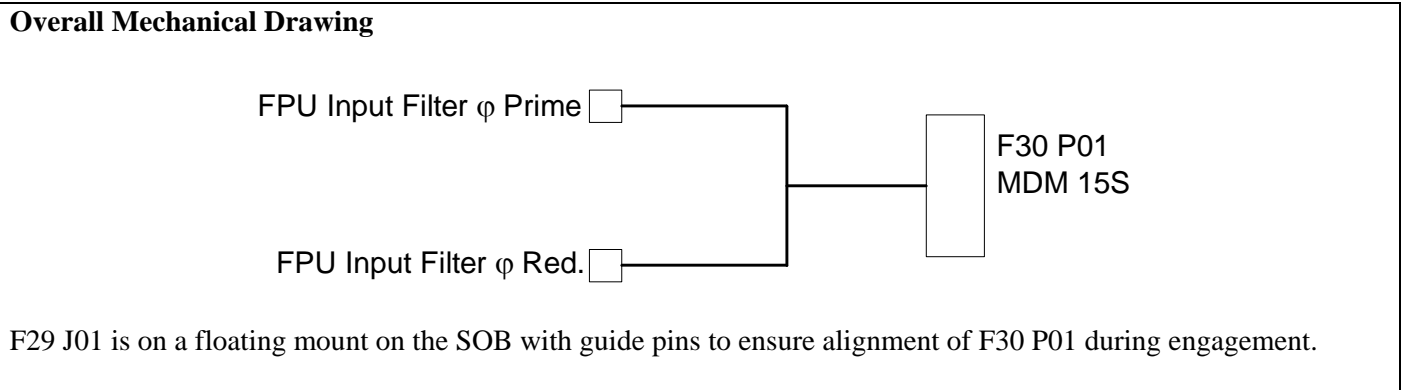 Overall Mechanical Drawing
FPU Input Filter φ Prime
F30 P01
MDM 15S
FPU Input Filter φ Red.
F29 J01 is on a floating mount on the SOB with guide pins to ensure alignment of F30 P01 during engagement.